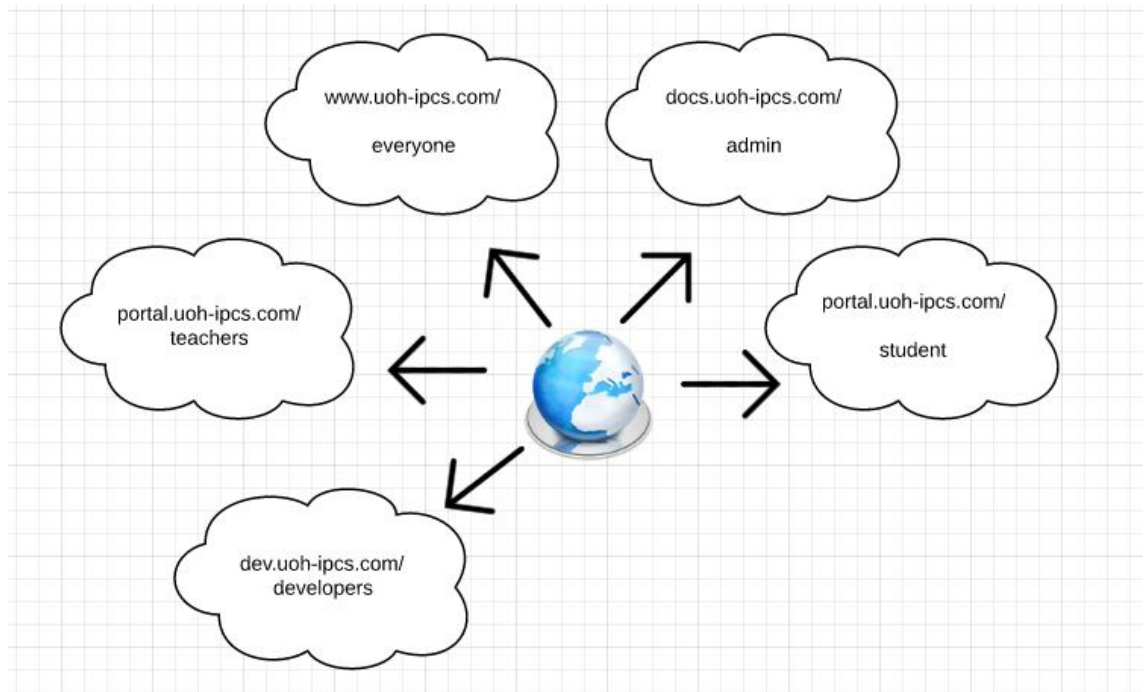 www.uoh-ipcs.com/
everyone
docs.uoh-ipcs.com/
admin
portal.uoh-ipcs.com/
teachers
portal.uoh-ipcs.com/
student
dev.uoh-ipcs.com/
developers